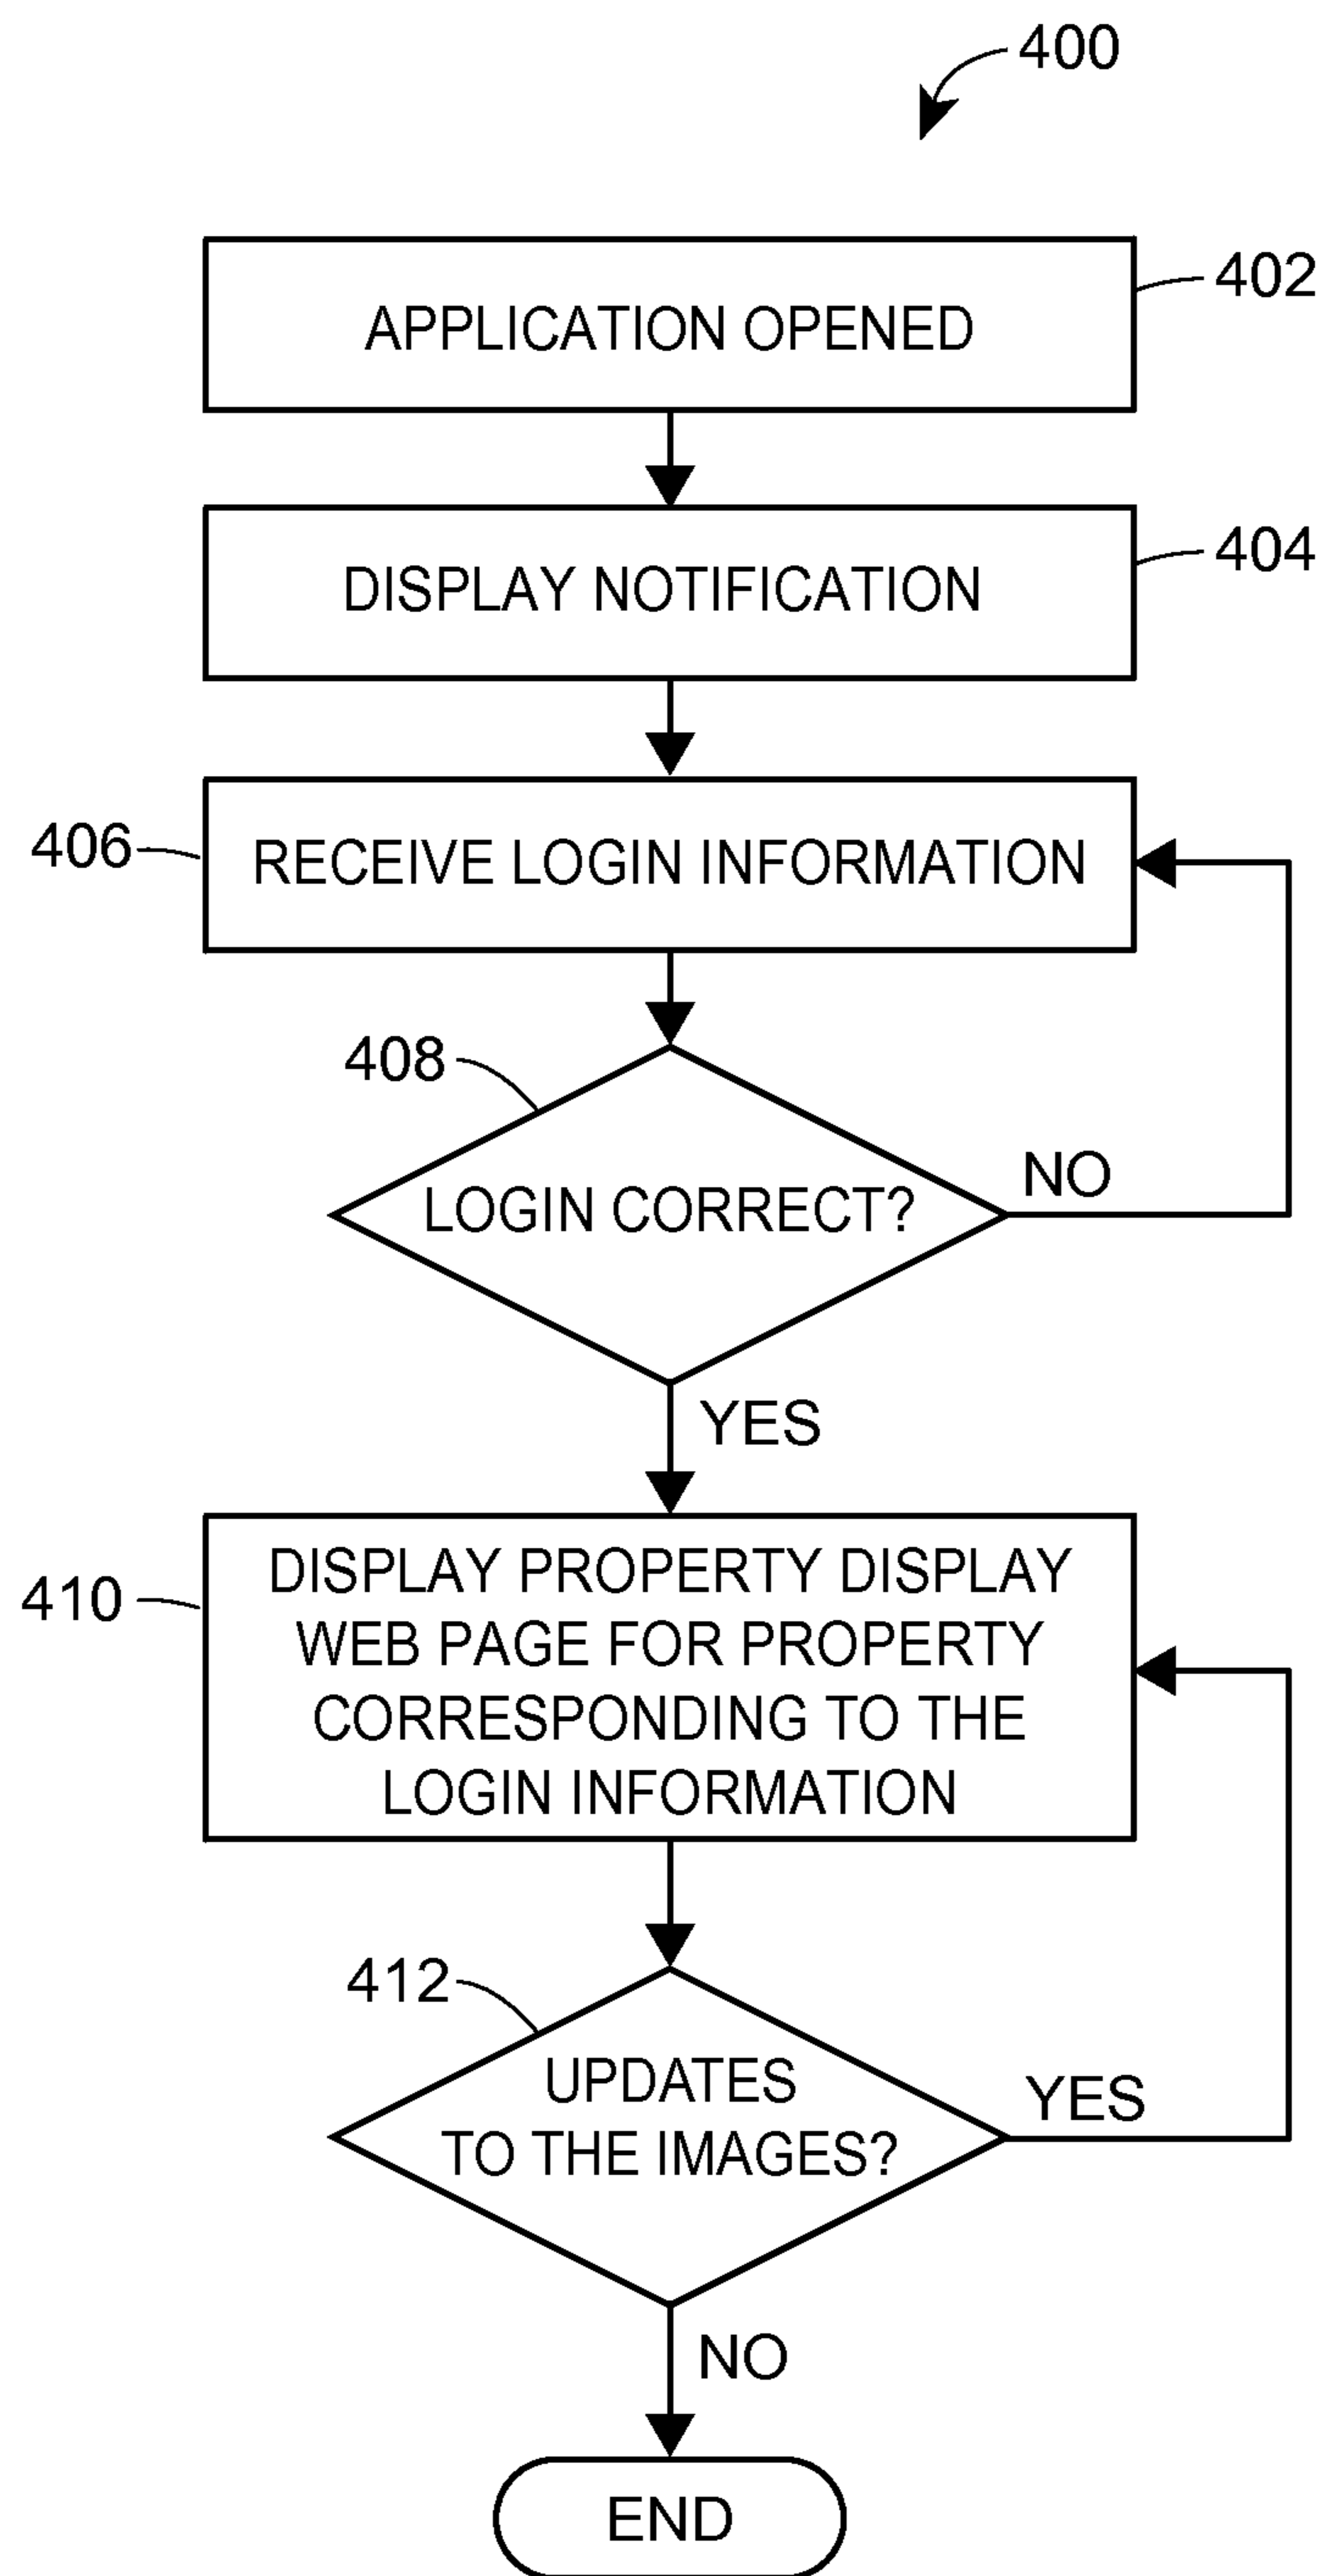 400
APPLICATION OPENED
402
DISPLAY NOTIFICATION
404
406
RECEIVE LOGIN INFORMATION
408
LOGIN CORRECT?
NO
YES
410
DISPLAY PROPERTY DISPLAY
WEB PAGE FOR PROPERTY
CORRESPONDING TO THE
LOGIN INFORMATION
412
UPDATES
TO THE IMAGES?
YES
NO
END